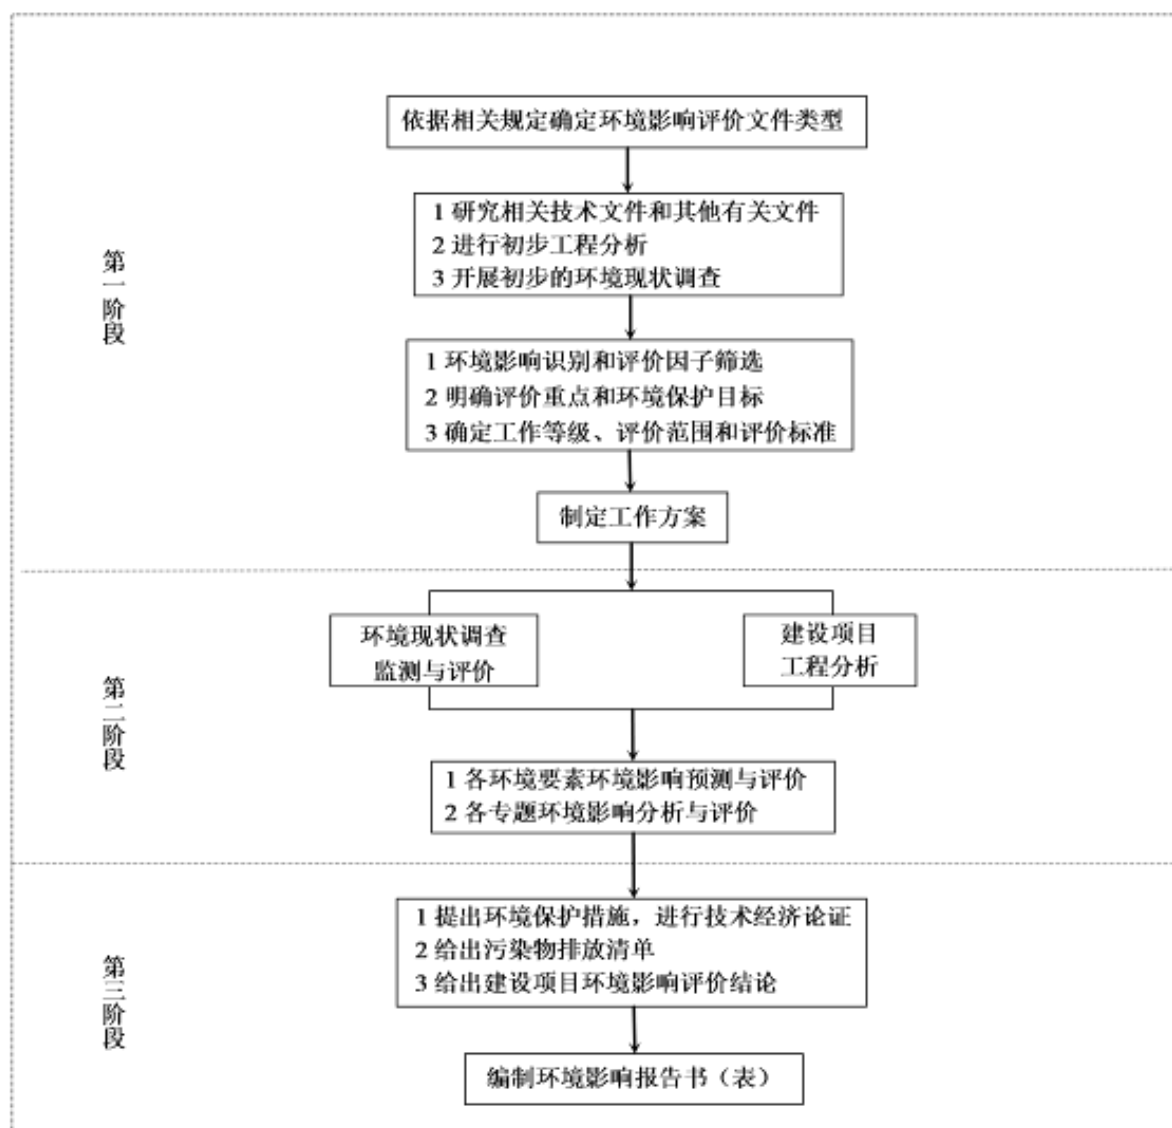 依据相关规定确定环境影响评价文件类型
1 研究相关技术文件和其他有关文件
2 进行初步工程分析
3 开展初步的环境现状调查
第一阶段
1 环境影响识别和评价因子筛选
2 明确评价重点和环境保护目标
3 确定工作等级、评价范围和评价标准
制定工作方案
环境现状调查
监测与评价
建设项目
工程分析
第二阶段
1 各环境要素环境影响预测与评价
2 各专题环境影响分析与评价
1 提出环境保护措施，进行技术经济论证
2 给出污染物排放清单
3 给出建设项目环境影响评价结论
第三阶段
编制环境影响报告书（表）